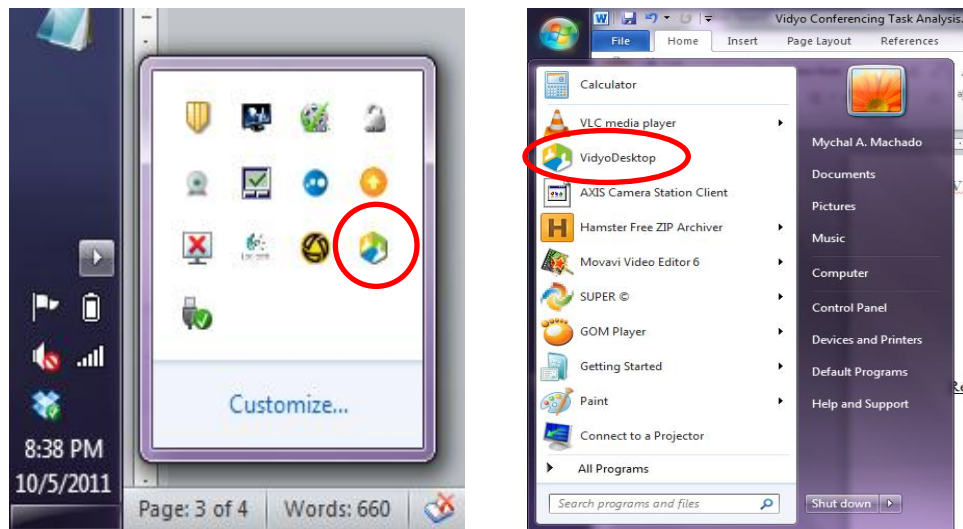 Customize...
8:38 PM
10/5/2011
Page: 3 of 4
Words: 660
Vidyo Conferencing Task Analysis.
File
Home
Insert
Page Layout
References
Calculator
VLC media player
VidyoDesktop
AXIS Camera Station Client
Hamster Free ZIP Archiver
Movavi Video Editor 6
SUPER ©
GOM Player
Getting Started
Paint
Connect to a Projector
All Programs
Search programs and files
Mychal A. Machado
Documents
Pictures
Music
Computer
Control Panel
Devices and Printers
Default Programs
Help and Support
Shut down